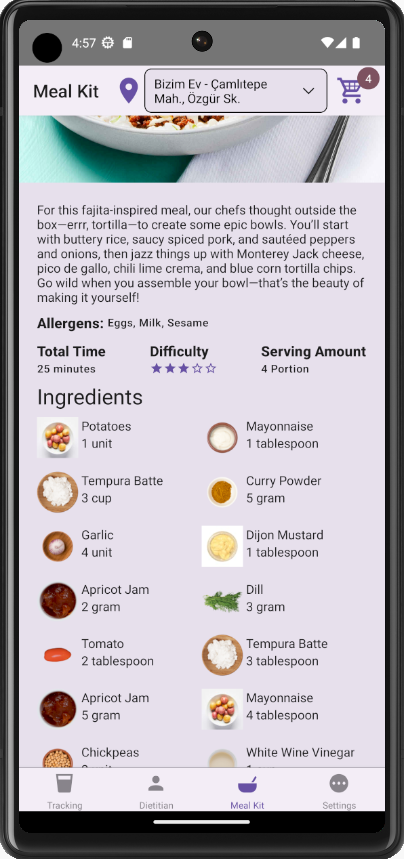 4:57
Meal Kit
Bizim Ev - Çamlıtepe
Mah., Özgür Sk.
4
For this fajita-inspired meal, our chefs thought outside the
box—errr, tortilla—to create some epic bowls. You'll start
with buttery rice, saucy spiced pork, and sautéed peppers
and onions, then jazz things up with Monterey Jack cheese,
pico de gallo, chili lime crema, and blue corn tortilla chips.
Go wild when you assemble your bowl—that's the beauty of
making it yourself!
Allergens: Eggs, Milk, Sesame
Total Time Difficulty Serving Amount
25 minutes 4 Portion
Ingredients
Potatoes Mayonnaise
1 unit 1 tablespoon
Tempura Batte Curry Powder
3 cup 5 gram
Garlic Dijon Mustard
4 unit 1 tablespoon
Apricot Jam Dill
2 gram 3 gram
Tomato Tempura Batte
2 tablespoon 3 tablespoon
Apricot Jam Mayonnaise
5 gram 4 tablespoon
Chickpeas White Wine Vinegar
Tracking Dietitian Meal Kit Settings